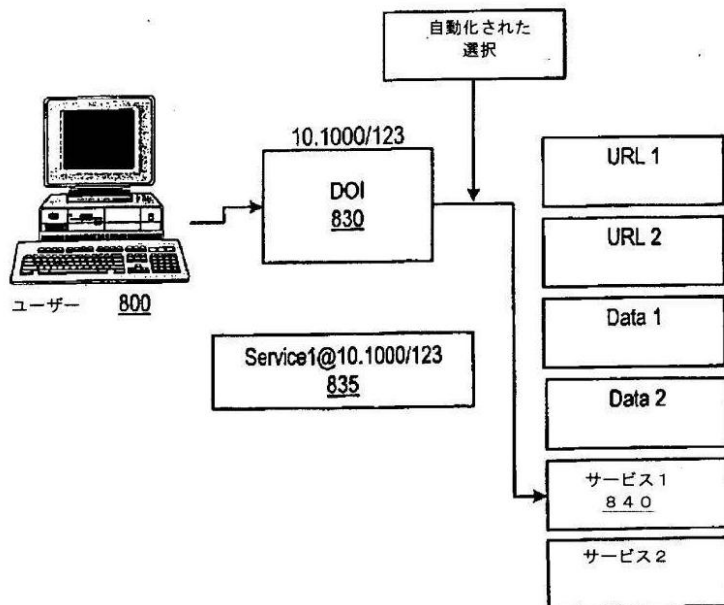 自動化された
選択
10.1000/123
DOI
830
ユーザー 800
Service1@10.1000/123
835
URL 1
URL 2
Data 1
Data 2
サービス1
840
サービス2